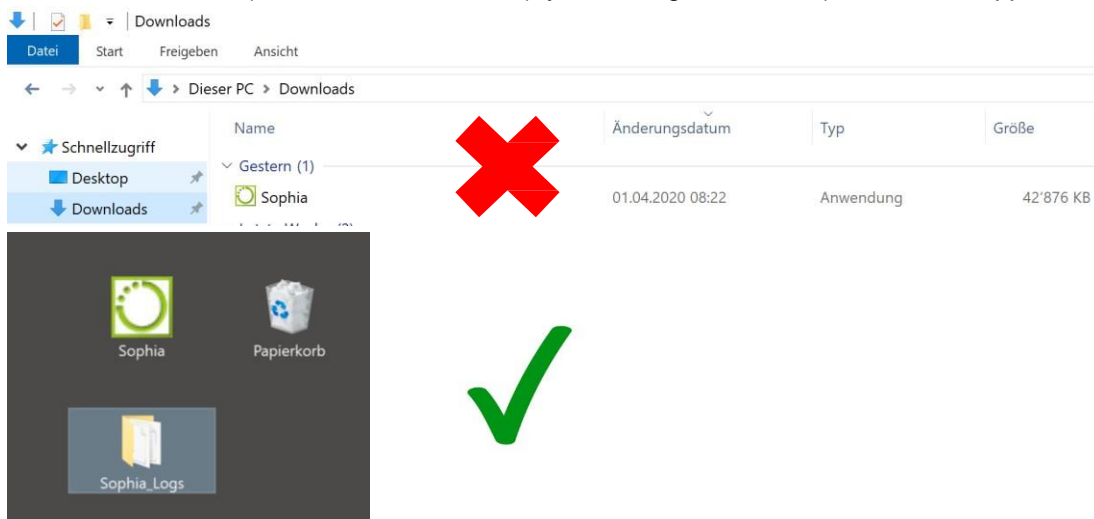 Downloads
Datei Start Freigeben Ansicht
Dieser PC > Downloads
Name Änderungsdatum Typ Größe
Schnellzugriff
Gestern (1)
Desktop
Sophia 01.04.2020 08:22 Anwendung 42'876 KB
Downloads
Sophia Papierkorb
Sophia_Logs